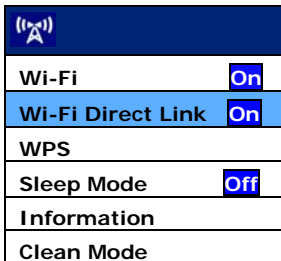 Wi-Fi On
Wi-Fi Direct Link On
WPS
Sleep Mode Off
Information
Clean Mode